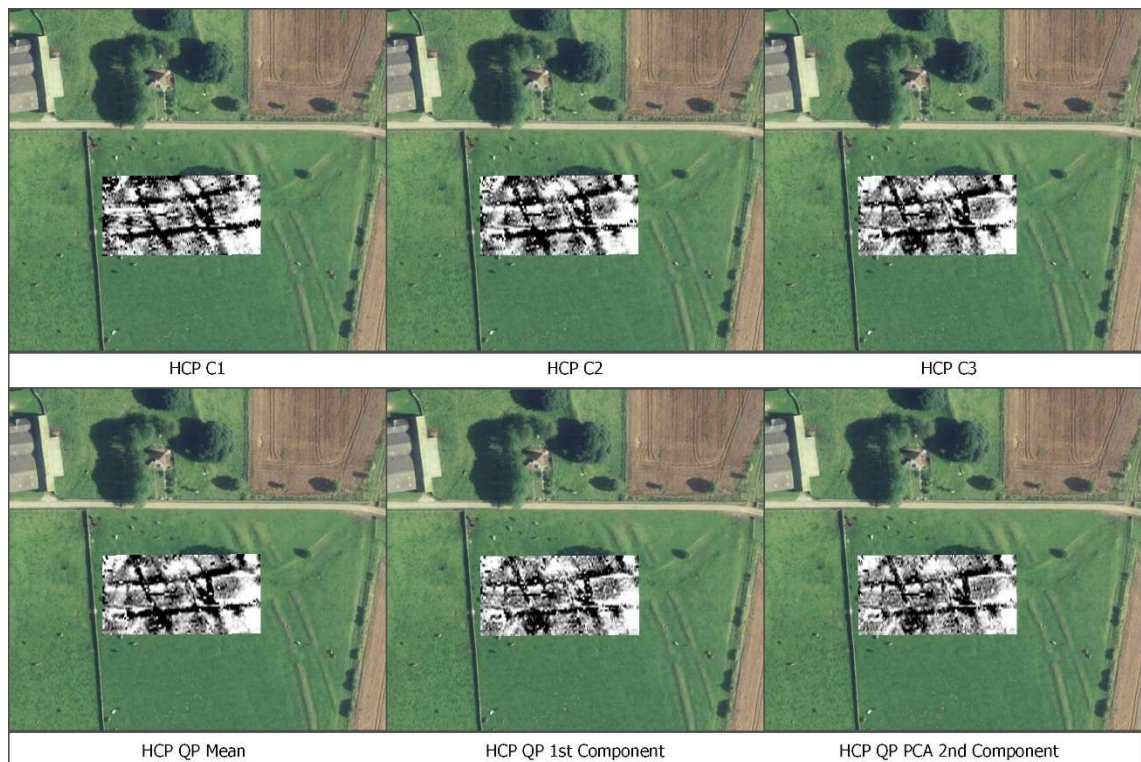 HCP C1
HCP C2
HCP C3
HCP QP Mean
HCP QP 1st Component
HCP QP PCA 2nd Component